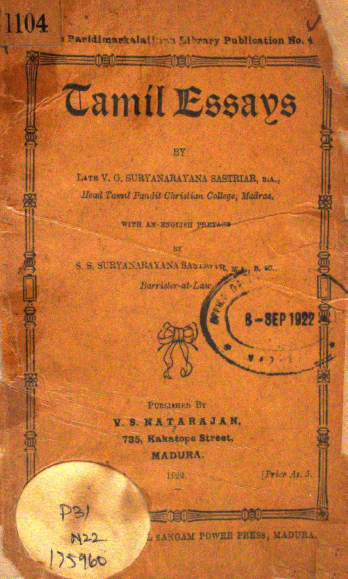 1104
Paridimarkalaithan Library Publication No. 4
Tamil Essays
BY
LATE V. G. SURYANARAYANA SASTRIAR, B.A.,
Head Tamil Pandit Christian College, Madras.
WITH AN ENGLISH PREFACE
BY
S. S. SURYANARAYANA
Barrister-at-Law
8-SEP 1922
PUBLISHED BY
V. S. NATARAJAN,
735, Kakatope Street,
MADURA.
[Price As. 5.
P31
N22
175960
SANGAM POWER PRESS, MADURA.